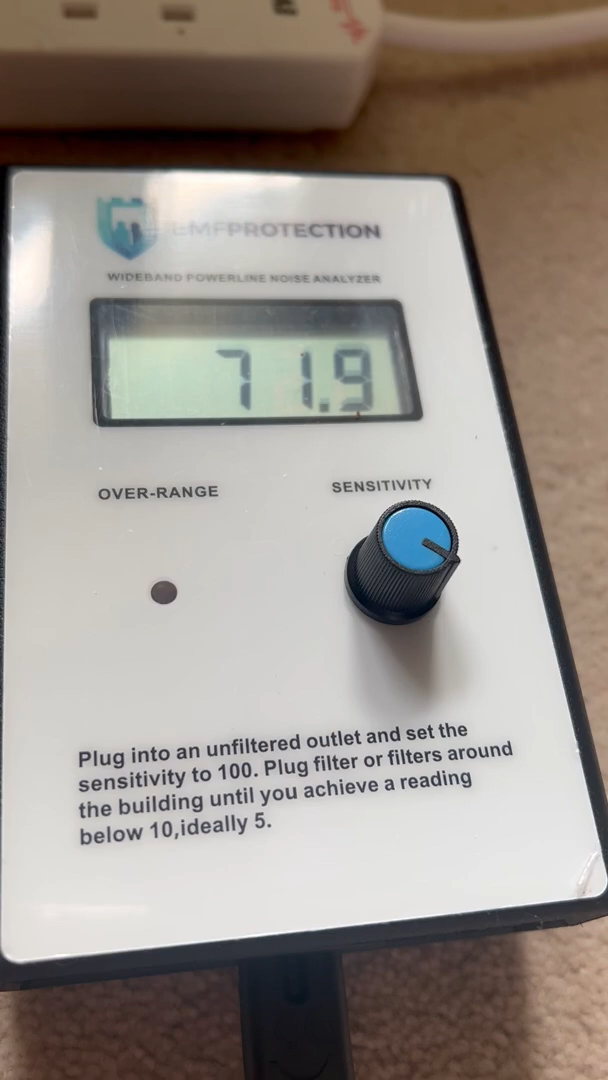 EMFPROTECTION
WIDEBAND POWERLINE NOISE ANALYZER
71.9
OVER-RANGE
SENSITIVITY
Plug into an unfiltered outlet and set the
sensitivity to 100. Plug filter or filters around
the building until you achieve a reading
below 10,ideally 5.